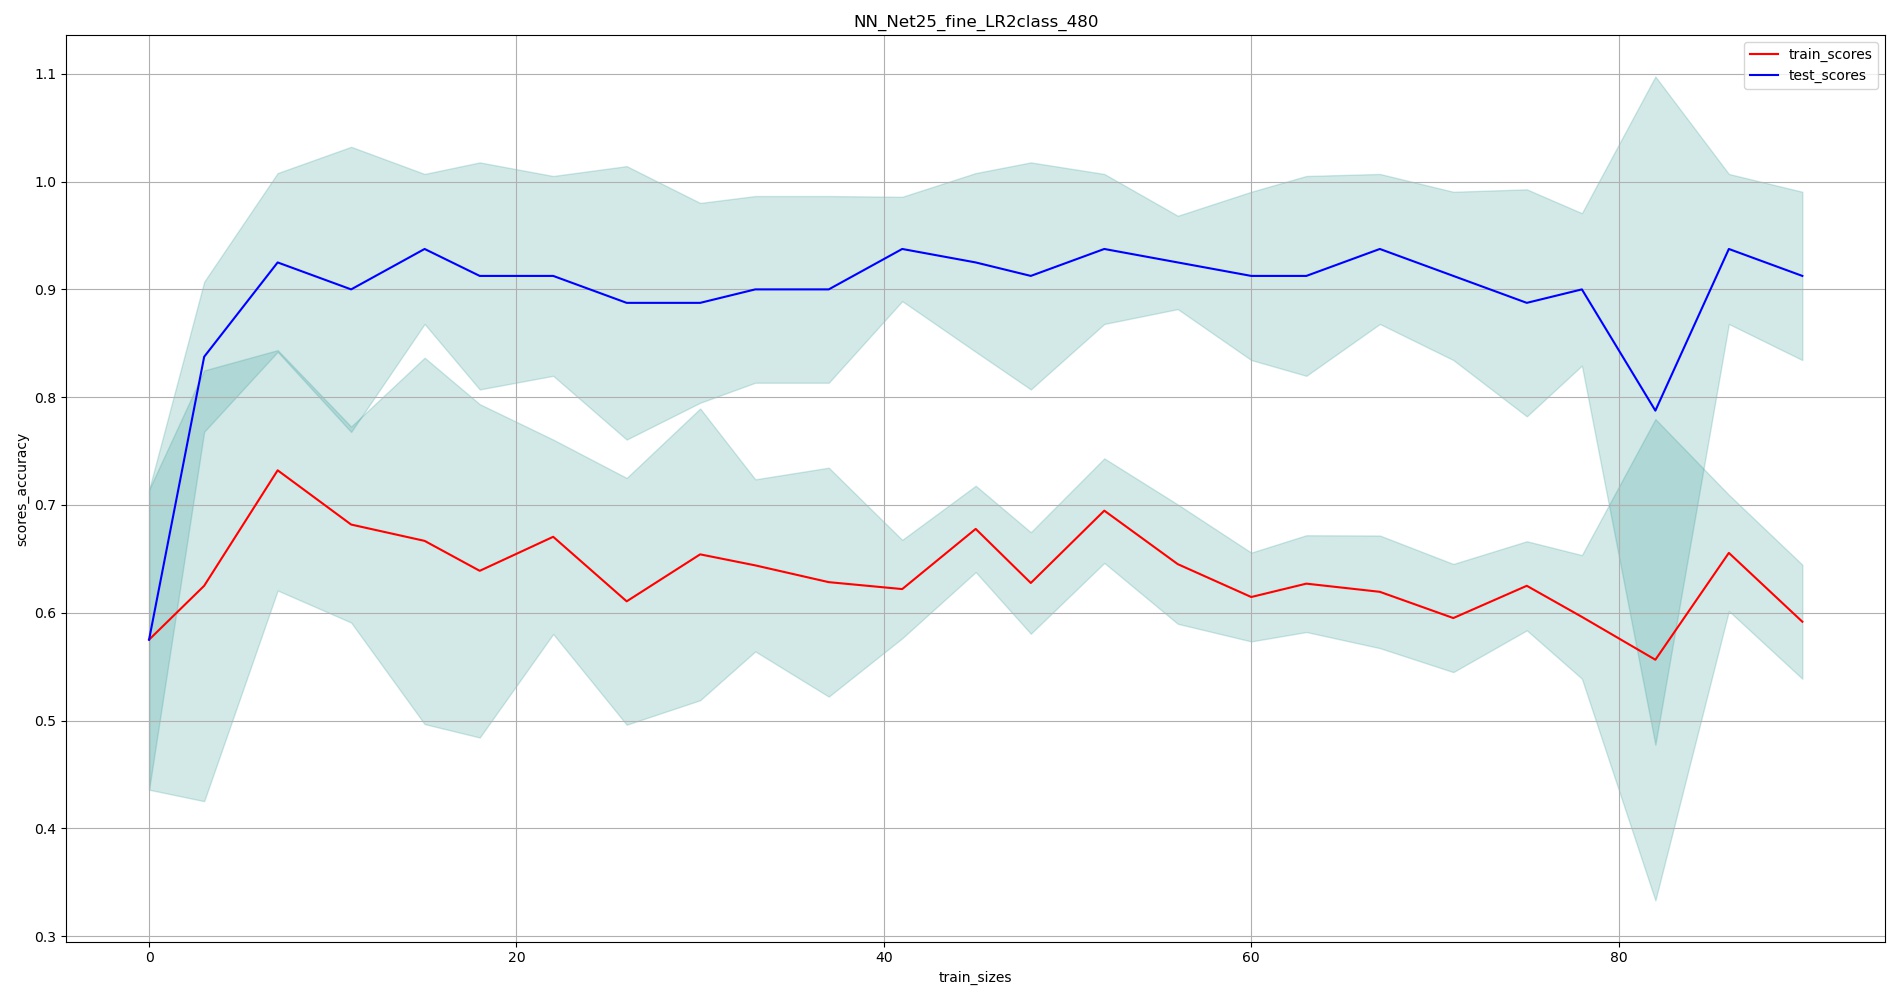 NN_Net25_fine_LR2class_480
train_scores
test_scores
1.1
1.0
0.9
0.8
0.7
0.6
0.5
0.4
0.3
scores_accuracy
0 20 40 60 80
train_sizes